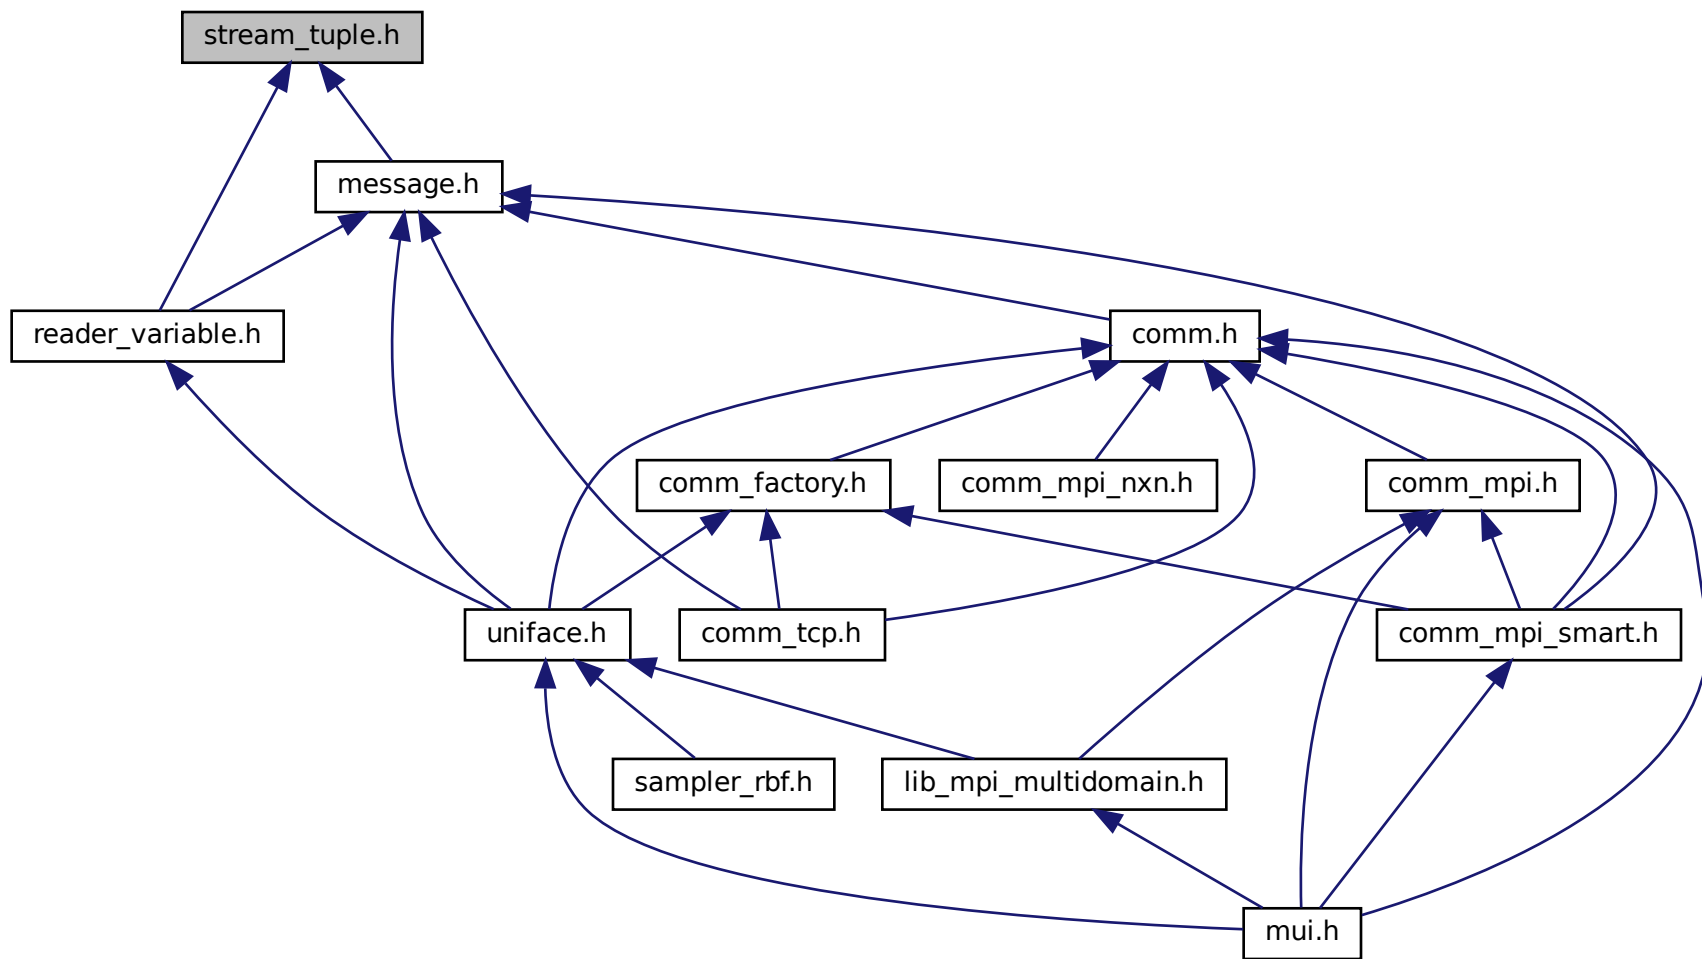 stream_tuple.h
message.h
reader_variable.h
comm.h
comm_factory.h
comm_mpi_nxn.h
comm_mpi.h
uniface.h
comm_tcp.h
comm_mpi_smart.h
sampler_rbf.h
lib_mpi_multidomain.h
mui.h